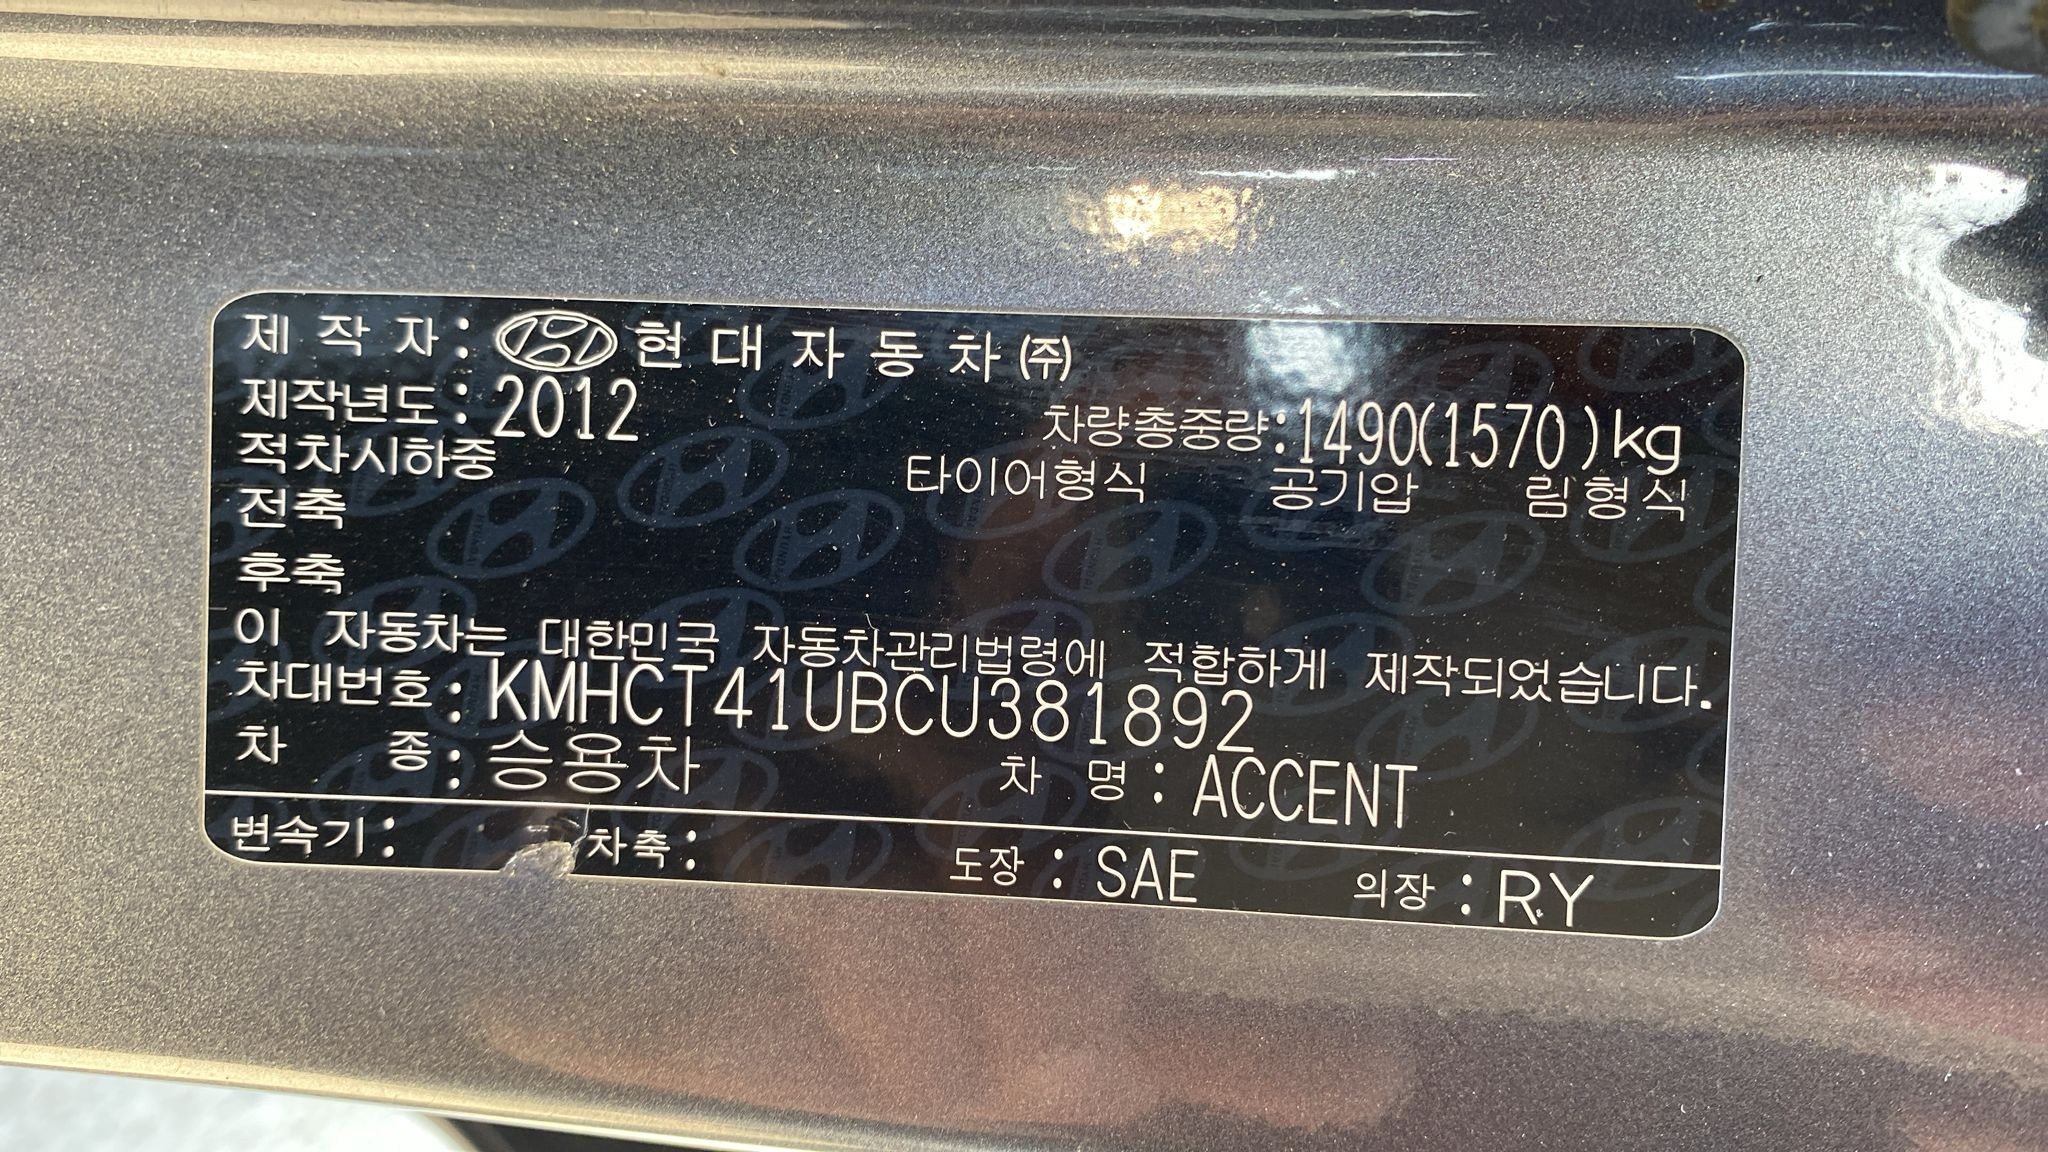 제 작 자 : 현 대 자 동 차 ㈜
제작년도 : 2012
차량총중량 : 1490(1570)kg
적차시하중 타이어형식 공기압 림형식
전축
후축
이 자동차는 대한민국 자동차관리법령에 적합하게 제작되었습니다.
차대번호 : KMHCT41UBCU381892
차 종 : 승용차 차 명 : ACCENT
변속기 : 차축 : 도장 : SAE 의장 : RY